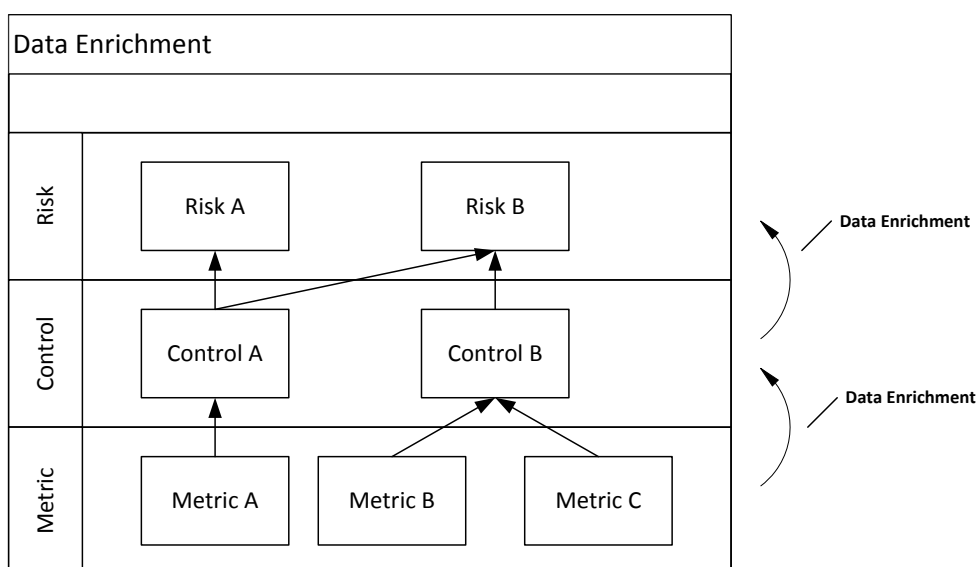 Data Enrichment
Risk
Risk A
Risk B
Data Enrichment
Control
Control A
Control B
Data Enrichment
Metric
Metric A
Metric B
Metric C